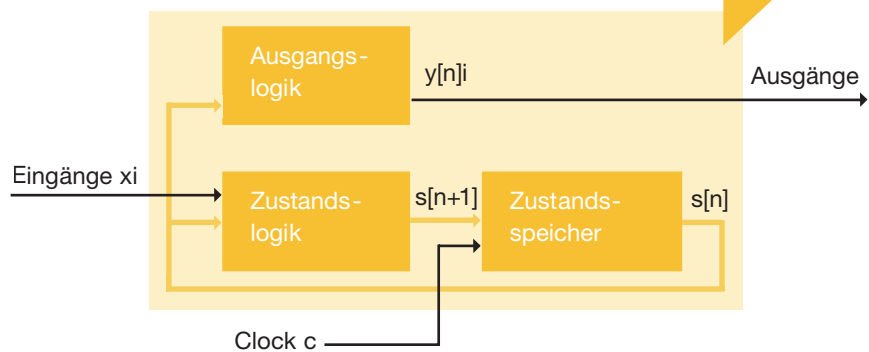 Ausgangs-
logik
y[n]i
Ausgänge
Eingänge xi
Zustands-
logik
s[n+1]
Zustands-
speicher
s[n]
Clock c